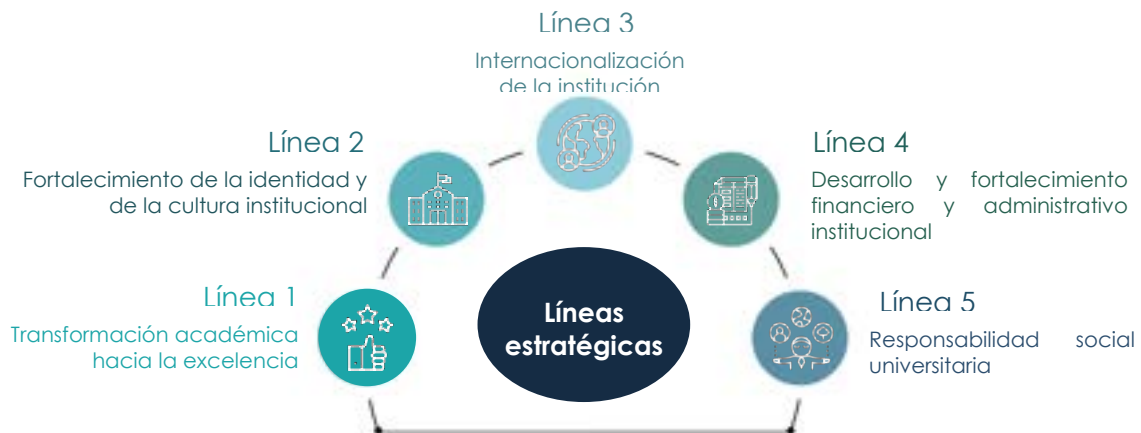 Línea 3
Internacionalización
de la institución
Línea 2
Fortalecimiento de la identidad y
de la cultura institucional
Línea 4
Desarrollo y fortalecimiento
financiero y administrativo
institucional
Línea 1
Transformación académica
hacia la excelencia
Líneas
estratégicas
Línea 5
Responsabilidad social
universitaria